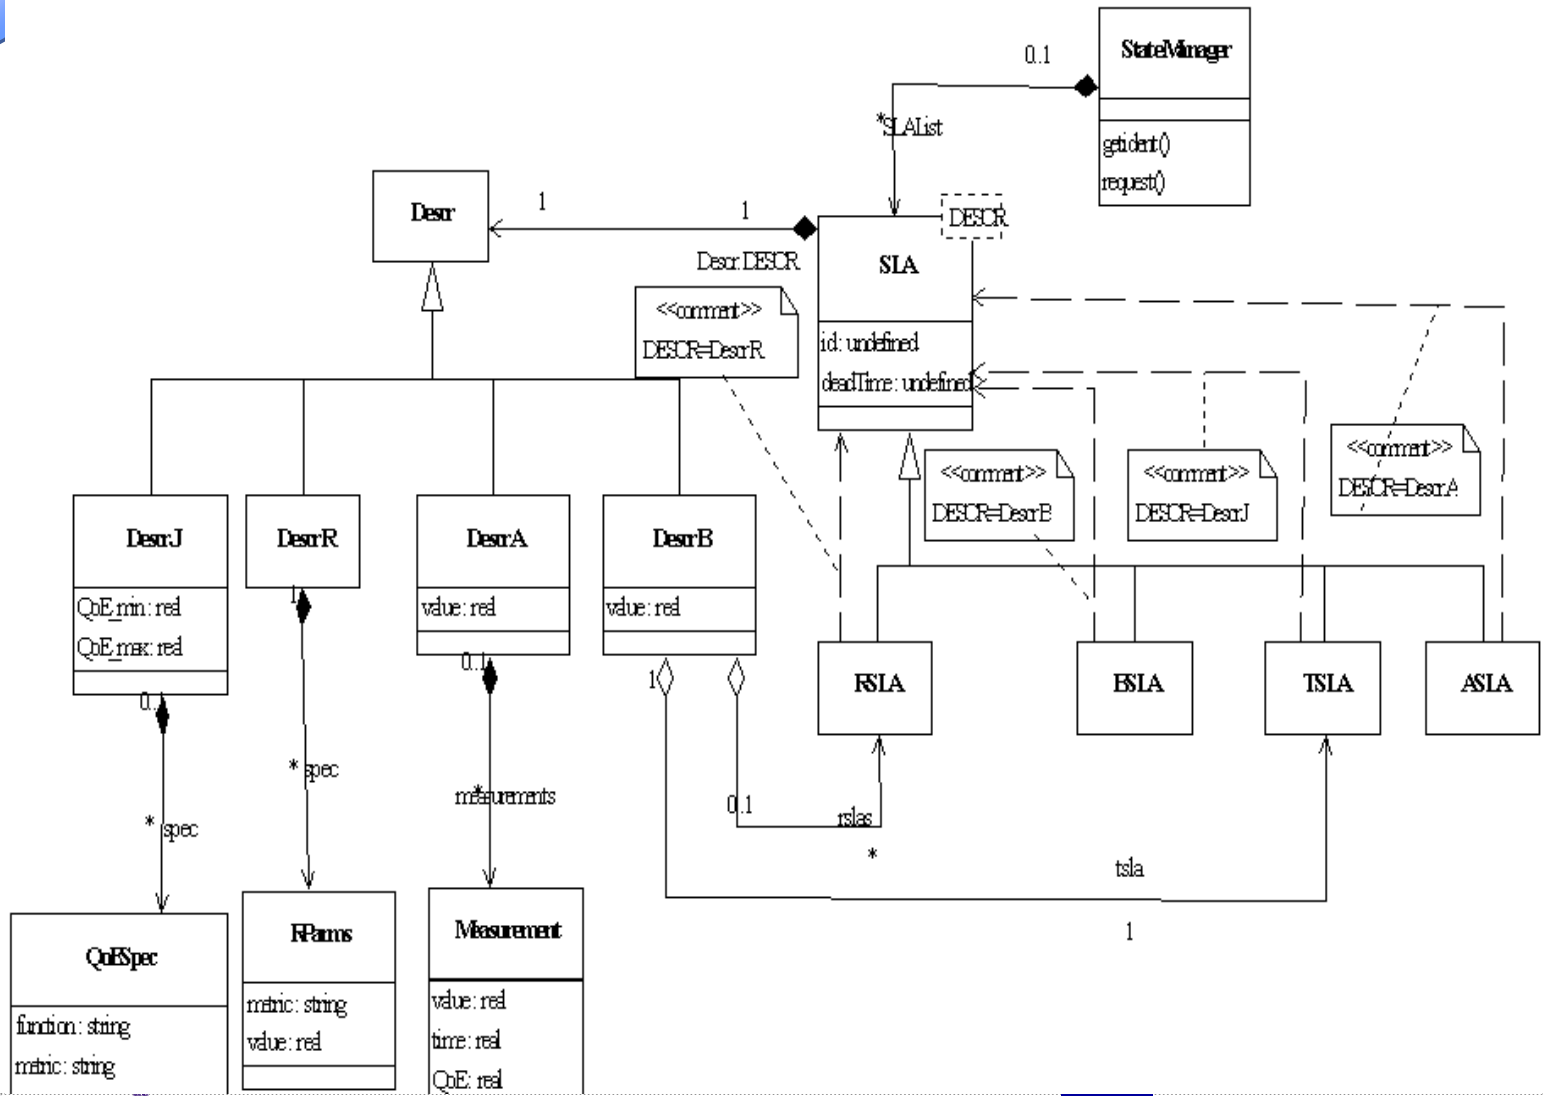 0..1
StateManager
getident()
request()
*
SLAList
Descr
1
1
DESCR
SLA
Descr: DESCR
<<comment>>
DESCR=DescrR
id: undefined
deadTime: undefined
<<comment>>
DESCR=DescrB
<<comment>>
DESCR=DescrJ
<<comment>>
DESCR=DescrA
DescrJ
QoE_min: real
QoE_max: real
DescrR
DescrA
value: real
DescrB
value: real
1
0..1
1
0..
RSLA
BSLA
TSLA
ASLA
* spec
* spec
*
measurements
0..1
rslas
*
tsla
1
QoESpec
function: string
metric: string
RParams
metric: string
value: real
Measurement
value: real
time: real
QoE: real